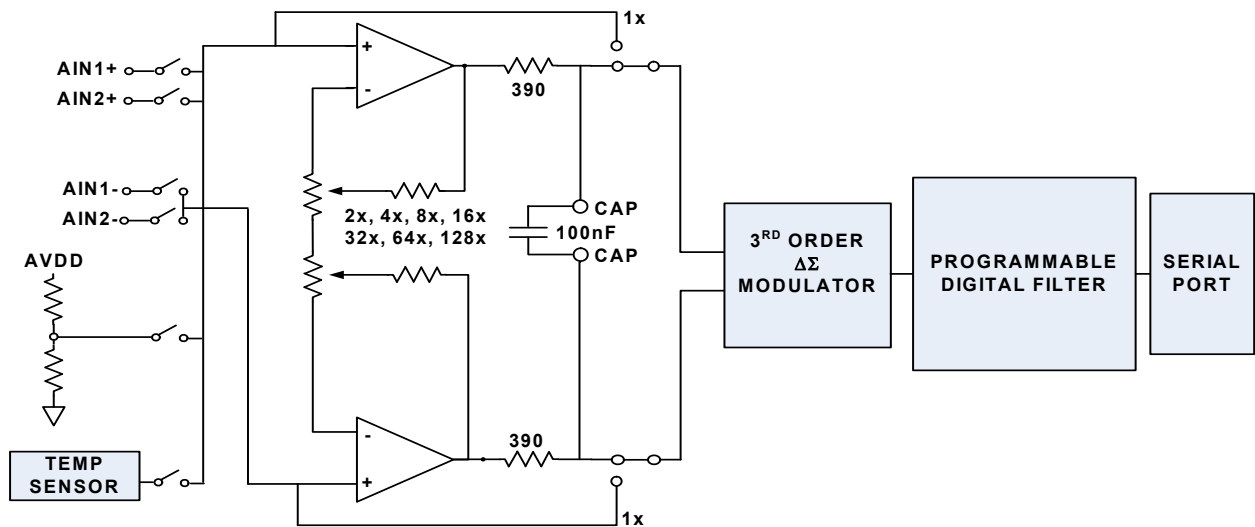 1x
AIN1+
AIN2+
390
AIN1-
AIN2-
2x, 4x, 8x, 16x
32x, 64x, 128x
CAP
100nF
CAP
AVDD
3RD ORDER
ΔΣ
MODULATOR
PROGRAMMABLE
DIGITAL FILTER
SERIAL
PORT
TEMP
SENSOR
390
1x
+
-
-
+